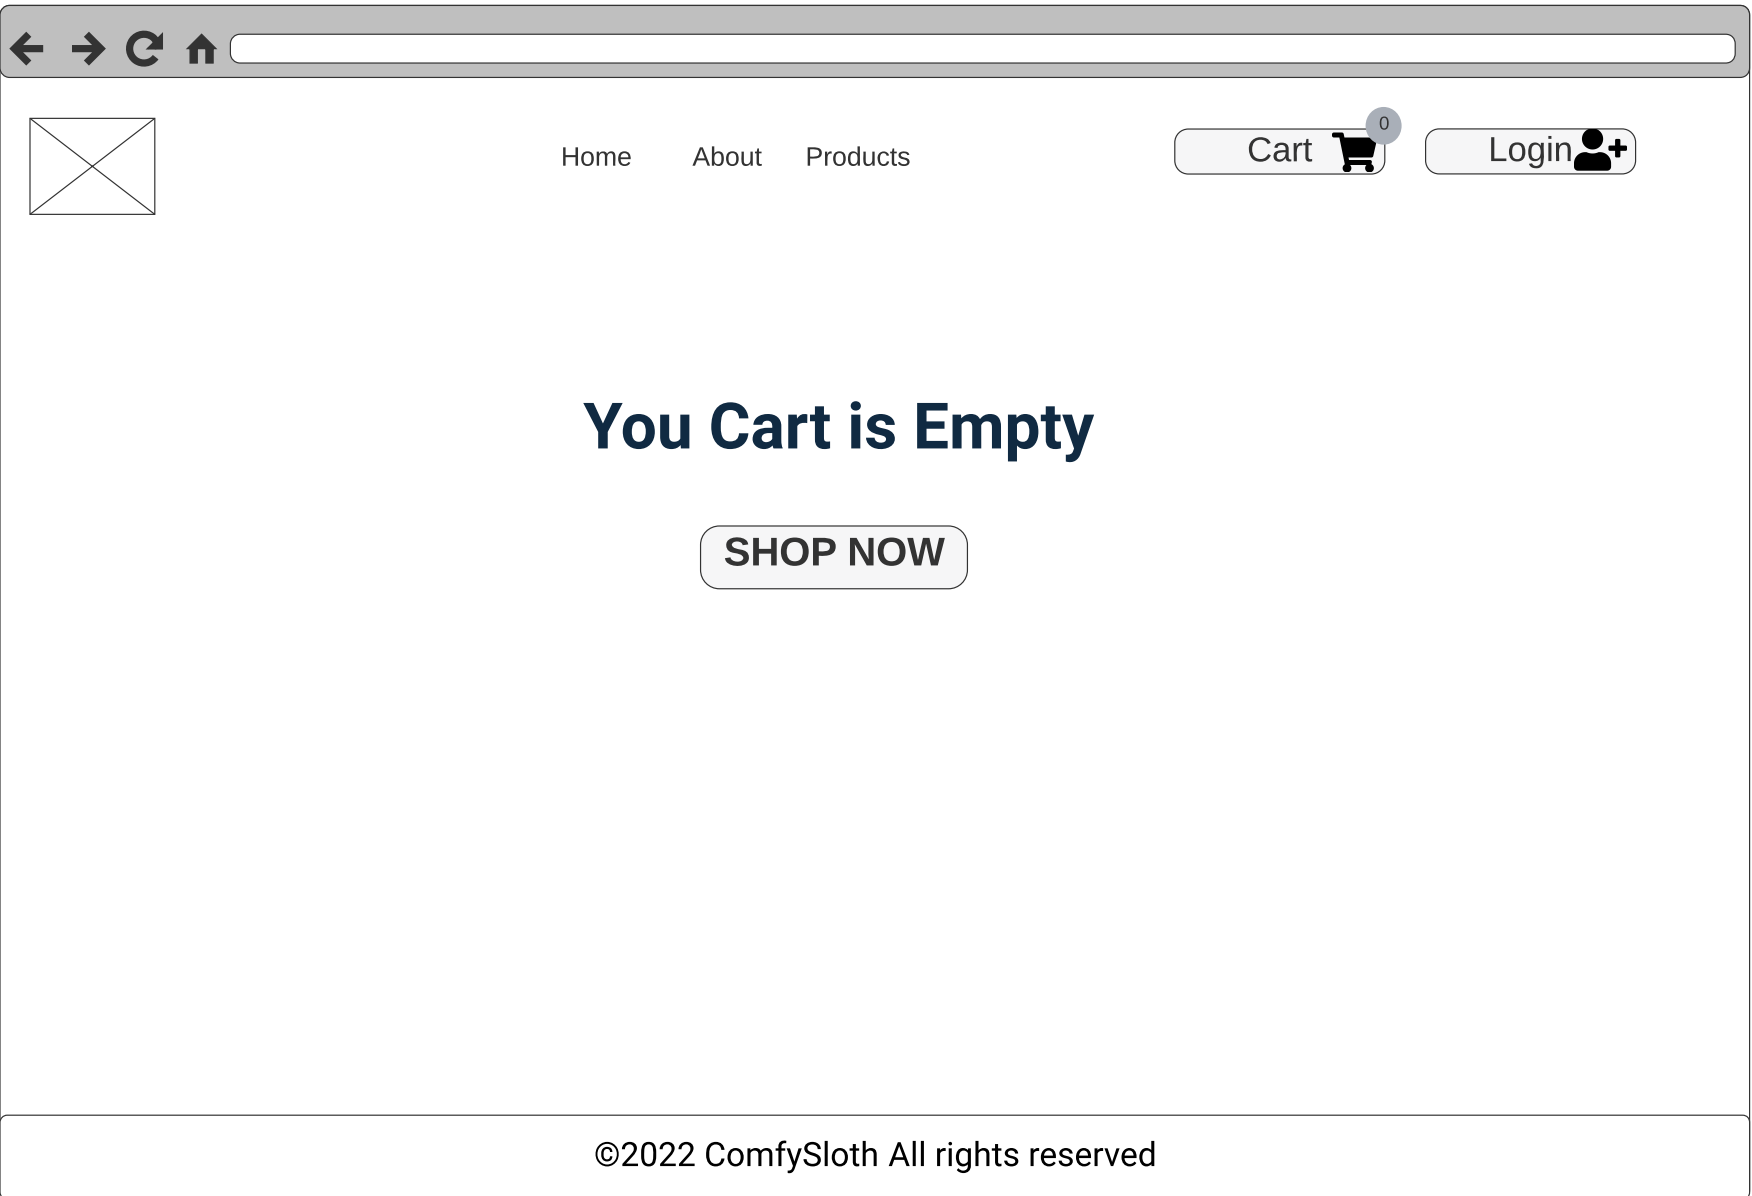 Home About Products Cart 0 Login
You Cart is Empty
SHOP NOW
©2022 ComfySloth All rights reserved